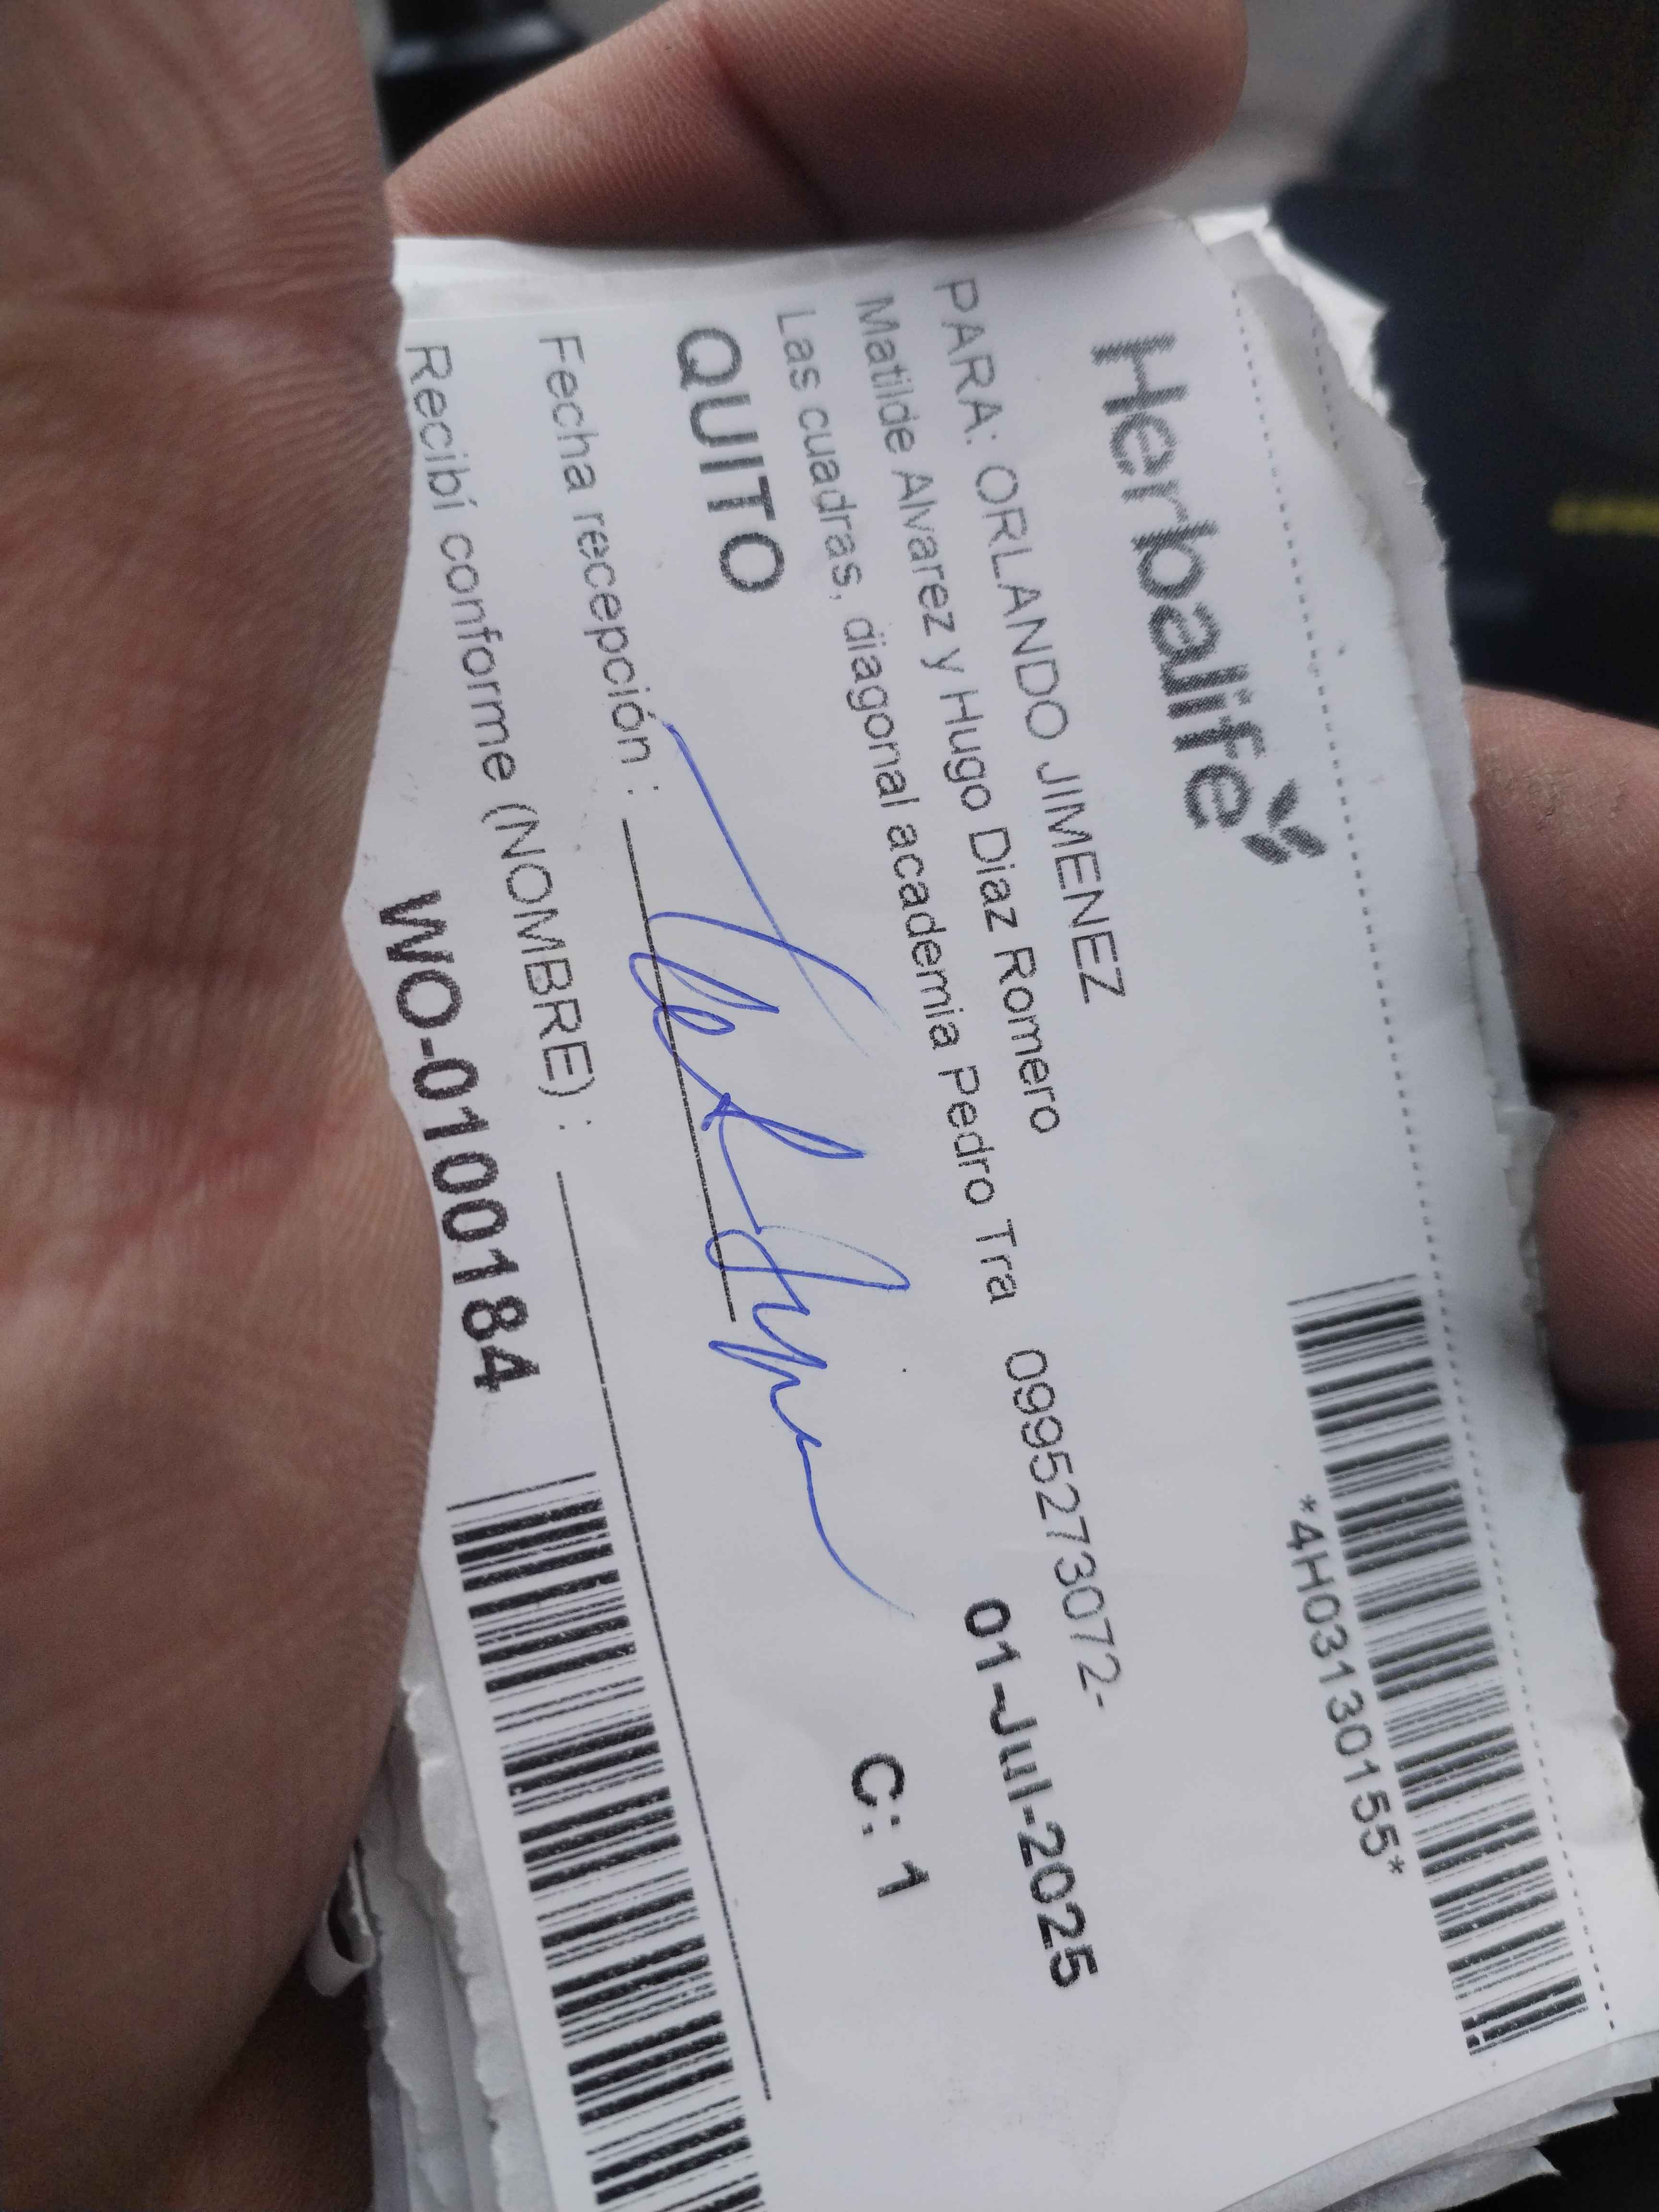 Herbalife
*4H03130155*
PARA: ORLANDO JIMENEZ 0995273072-
Matilde Alvarez y Hugo Diaz Romero
Las cuadras, diagonal academia Pedro Tra 01-Jul-2025
QUITO C: 1
Fecha recepción :
Recibí conforme (NOMBRE) :
WO-0100184